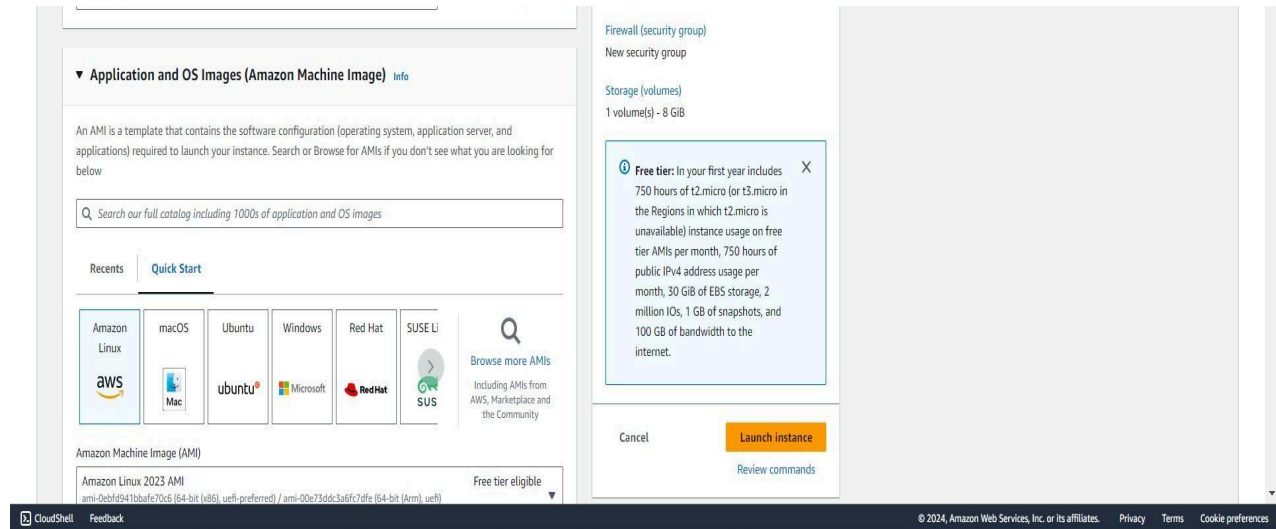 Application and OS Images (Amazon Machine Image) Info
An AMI is a template that contains the software configuration (operating system, application server, and
applications) required to launch your instance. Search or Browse for AMIs if you don't see what you are looking for
below
Search our full catalog including 1000s of application and OS images
Recents
Quick Start
Amazon
Linux
aws
macOS
Mac
Ubuntu
ubuntu
Windows
Microsoft
Red Hat
Red Hat
SUSE Li
SUS
Browse more AMIs
Including AMIs from
AWS, Marketplace and
the Community
Amazon Machine Image (AMI)
Amazon Linux 2023 AMI
Free tier eligible
ami-0ebfd941bbafe70c6 (64-bit (x86), uefi-preferred) / ami-00e73ddc3a6fc7dfe (64-bit (Arm), uefi)
Firewall (security group)
New security group
Storage (volumes)
1 volume(s) - 8 GiB
Free tier: In your first year includes
750 hours of t2.micro (or t3.micro in
the Regions in which t2.micro is
unavailable) instance usage on free
tier AMIs per month, 750 hours of
public IPv4 address usage per
month, 30 GiB of EBS storage, 2
million IOs, 1 GB of snapshots, and
100 GB of bandwidth to the
internet.
Cancel
Launch instance
Review commands
CloudShell Feedback
© 2024, Amazon Web Services, Inc. or its affiliates. Privacy Terms Cookie preferences